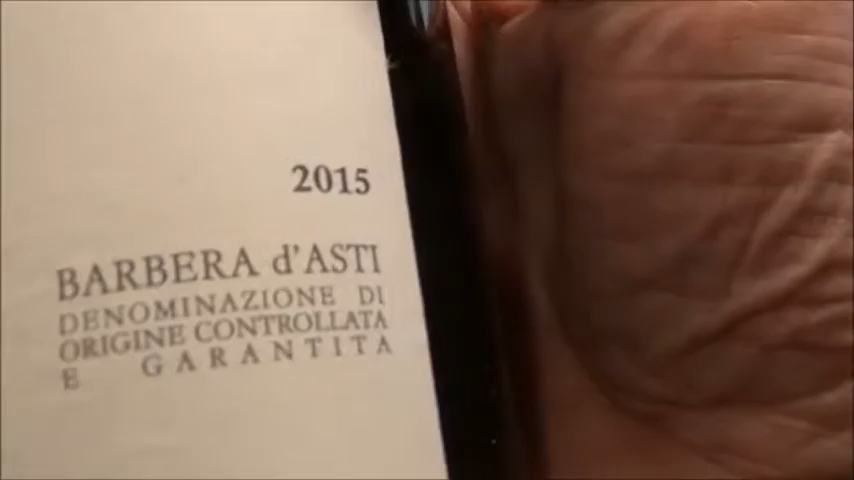 2015
BARBERA d'ASTI
DENOMINAZIONE DI
ORIGINE CONTROLLATA
E GARANTITA